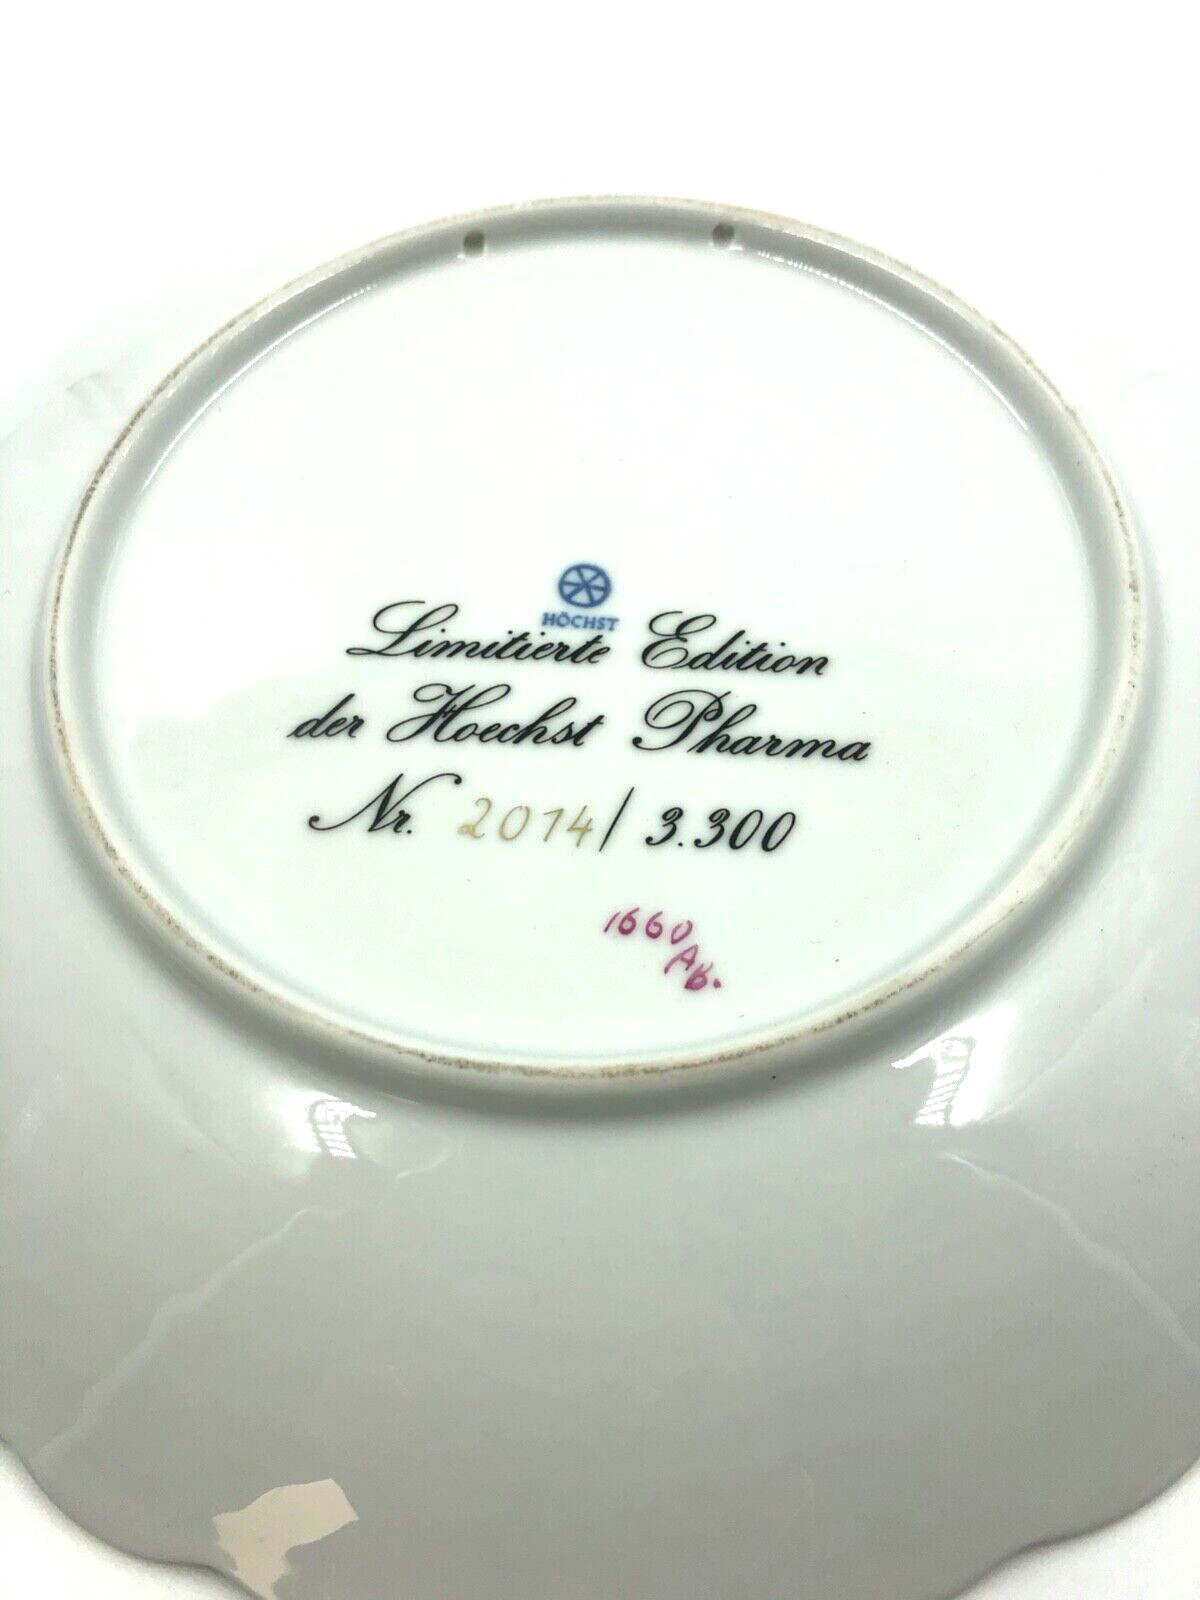 HÖCHST
Limitierte Edition
der Hoechst Pharma
Nr. 2014/ 3.300
1660/
Ab.